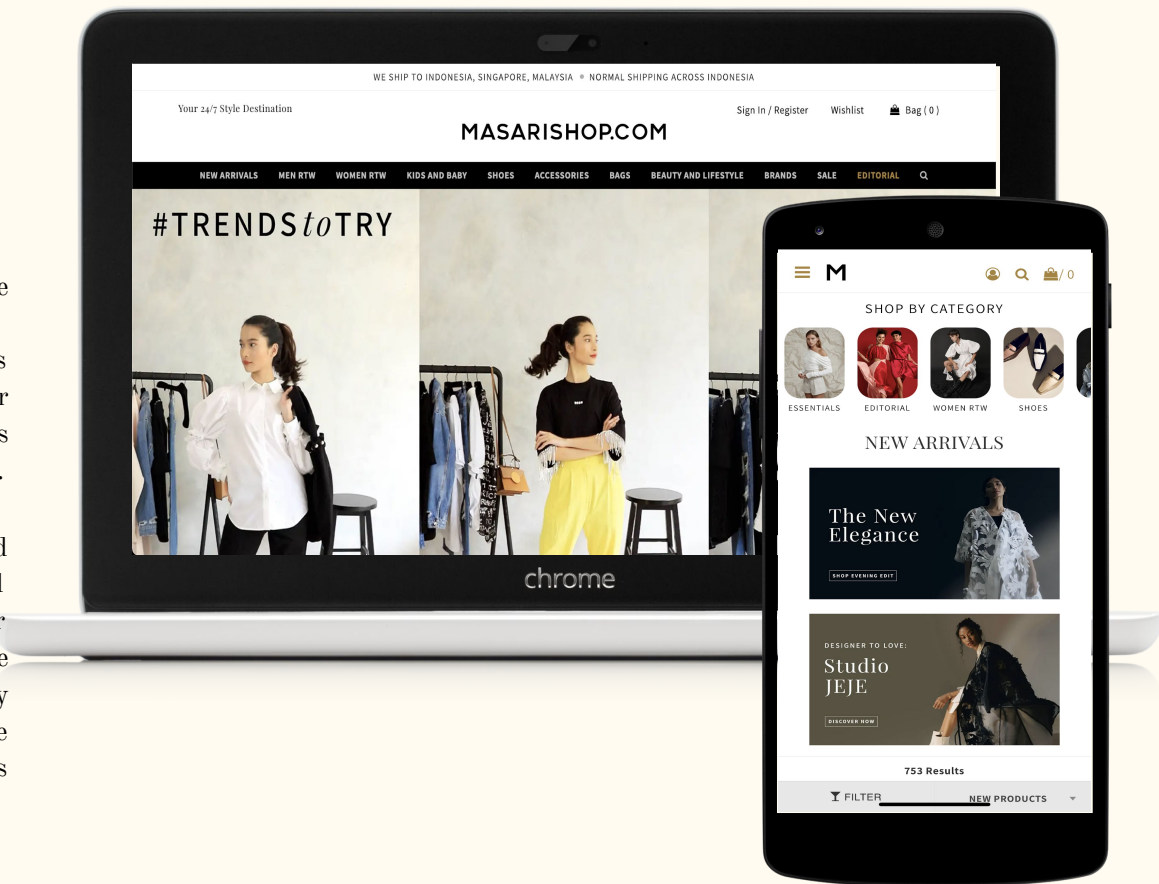 WE SHIP TO INDONESIA, SINGAPORE, MALAYSIA • NORMAL SHIPPING ACROSS INDONESIA
Your 24/7 Style Destination
Sign In / Register Wishlist Bag ( 0 )
MASARISHOP.COM
NEW ARRIVALS MEN RTW WOMEN RTW KIDS AND BABY SHOES ACCESSORIES BAGS BEAUTY AND LIFESTYLE BRANDS SALE EDITORIAL
#TRENDStoTRY
chrome
M
/ 0
SHOP BY CATEGORY
ESSENTIALS EDITORIAL WOMEN RTW SHOES
NEW ARRIVALS
The New
Elegance
SHOP EVENING EDIT
DESIGNER TO LOVE:
Studio
JEJE
DISCOVER NOW
753 Results
FILTER NEW PRODUCTS